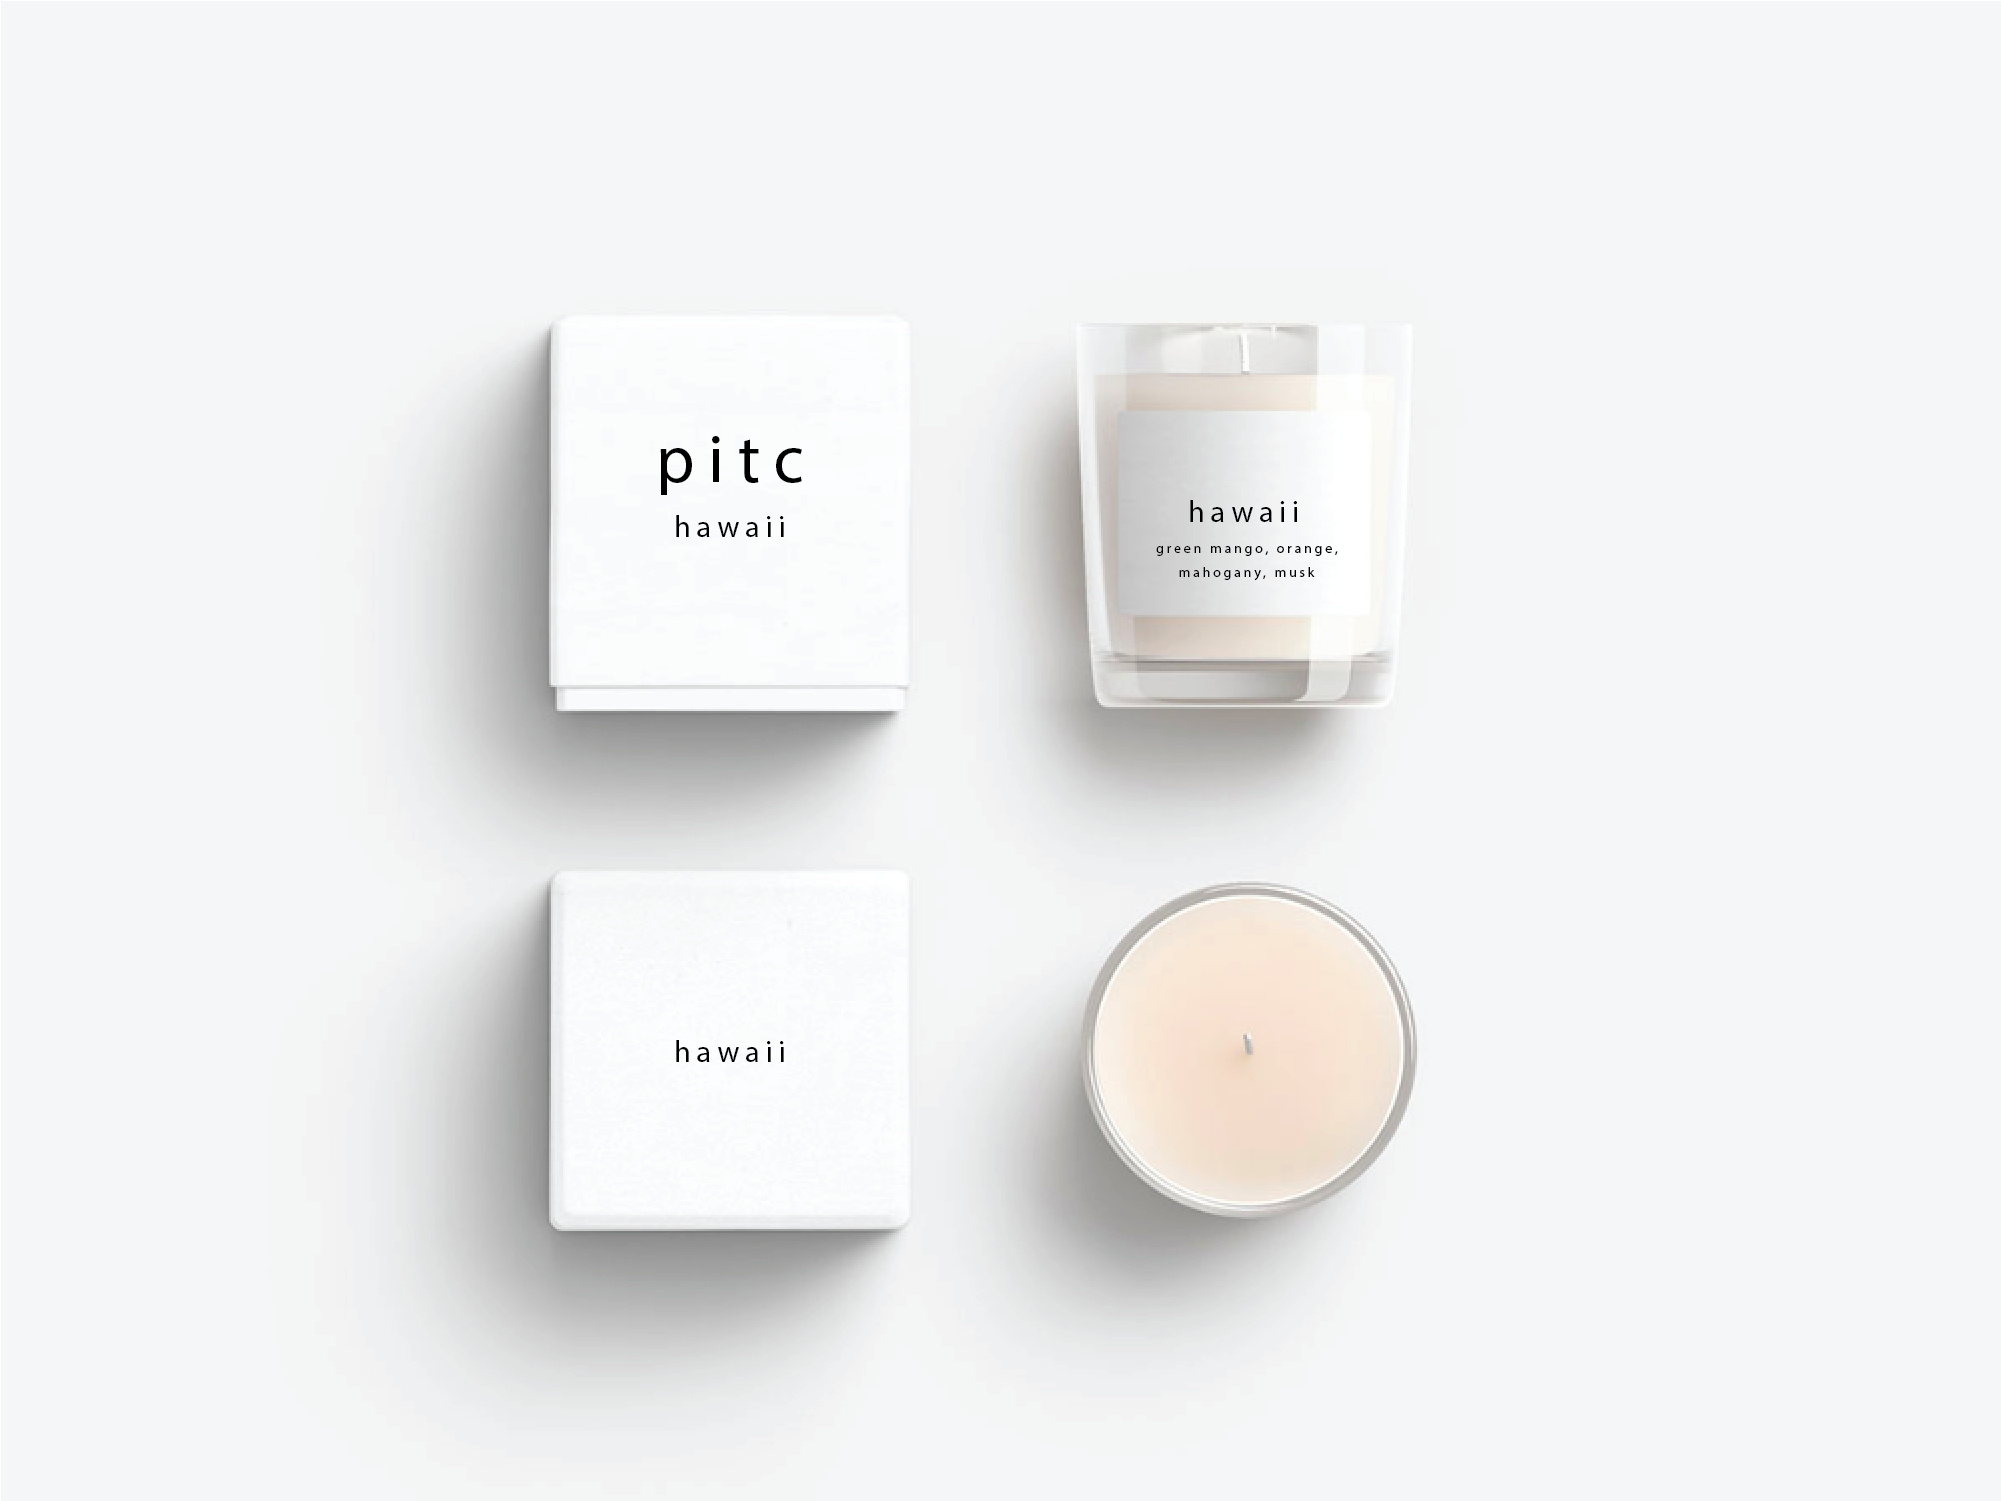 pitc
hawaii
hawaii
green mango, orange,
mahogany, musk
hawaii